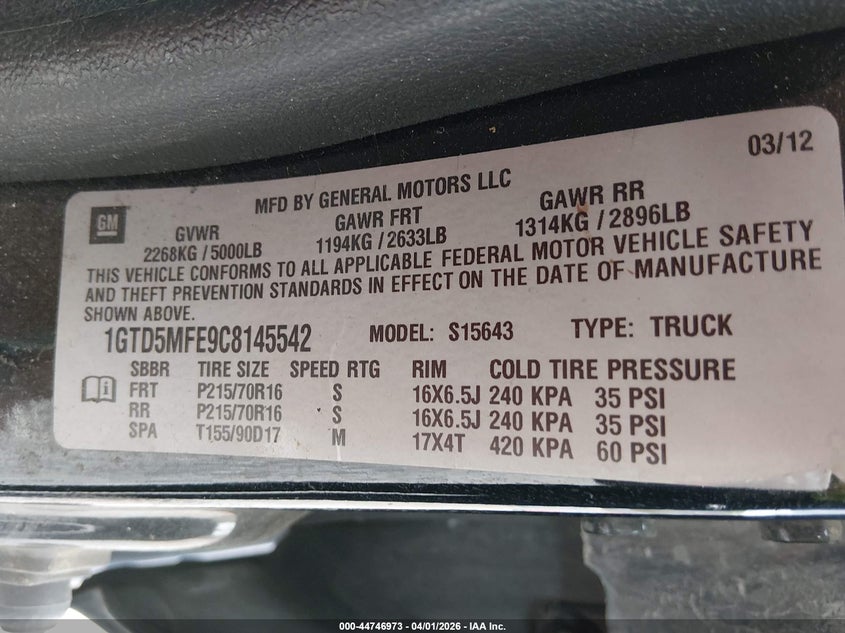 03/12
GM
MFD BY GENERAL MOTORS LLC
GVWR GAWR FRT GAWR RR
2268KG / 5000LB 1194KG / 2633LB 1314KG / 2896LB
THIS VEHICLE CONFORMS TO ALL APPLICABLE FEDERAL MOTOR VEHICLE SAFETY
AND THEFT PREVENTION STANDARDS IN EFFECT ON THE DATE OF MANUFACTURE
SHOWN ABOVE.
1GTD5MFE9C8145542 MODEL: S15643 TYPE: TRUCK
SBBR TIRE SIZE SPEED RTG RIM COLD TIRE PRESSURE
FRT P215/70R16 S 16X6.5J 240 KPA 35 PSI
RR P215/70R16 S 16X6.5J 240 KPA 35 PSI
SPA T155/90D17 M 17X4T 420 KPA 60 PSI
000-44746973 - 04/01/2026 - IAA Inc.